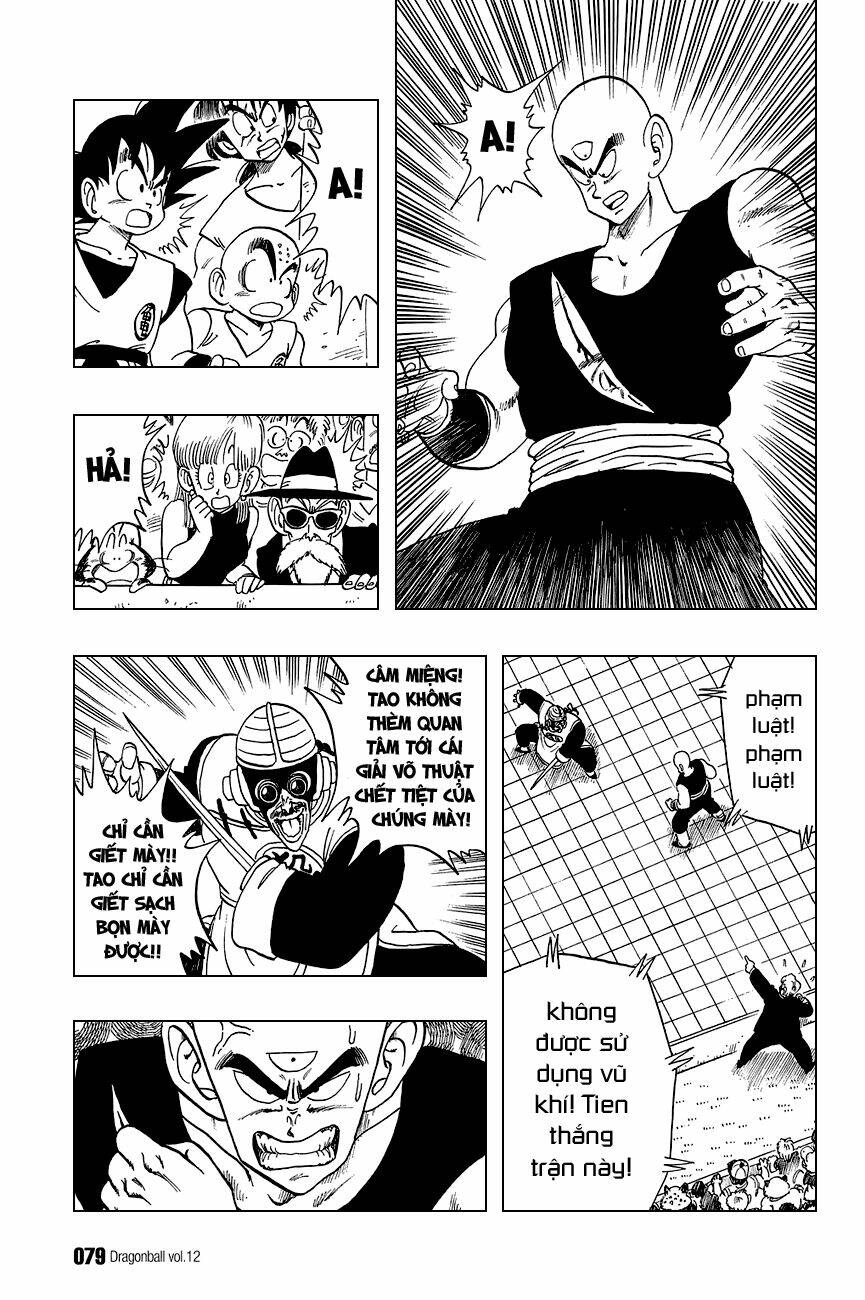 A!
A!
HẢ!
CÂM MIỆNG!
TAO KHÔNG
THÈM QUAN
TÂM TỚI CÁI
GIẢI VÕ THUẬT
CHẾT TIỆT CỦA
CHÚNG MÀY!
CHỈ CẦN
GIẾT MÀY!!
TAO CHỈ CẦN
GIẾT SẠCH
BỌN MÀY
ĐƯỢC!!
phạm
luật!
phạm
luật!
không
được sử
dụng vũ
khí! Tien
thắng
trận này!
079 Dragonball vol.12